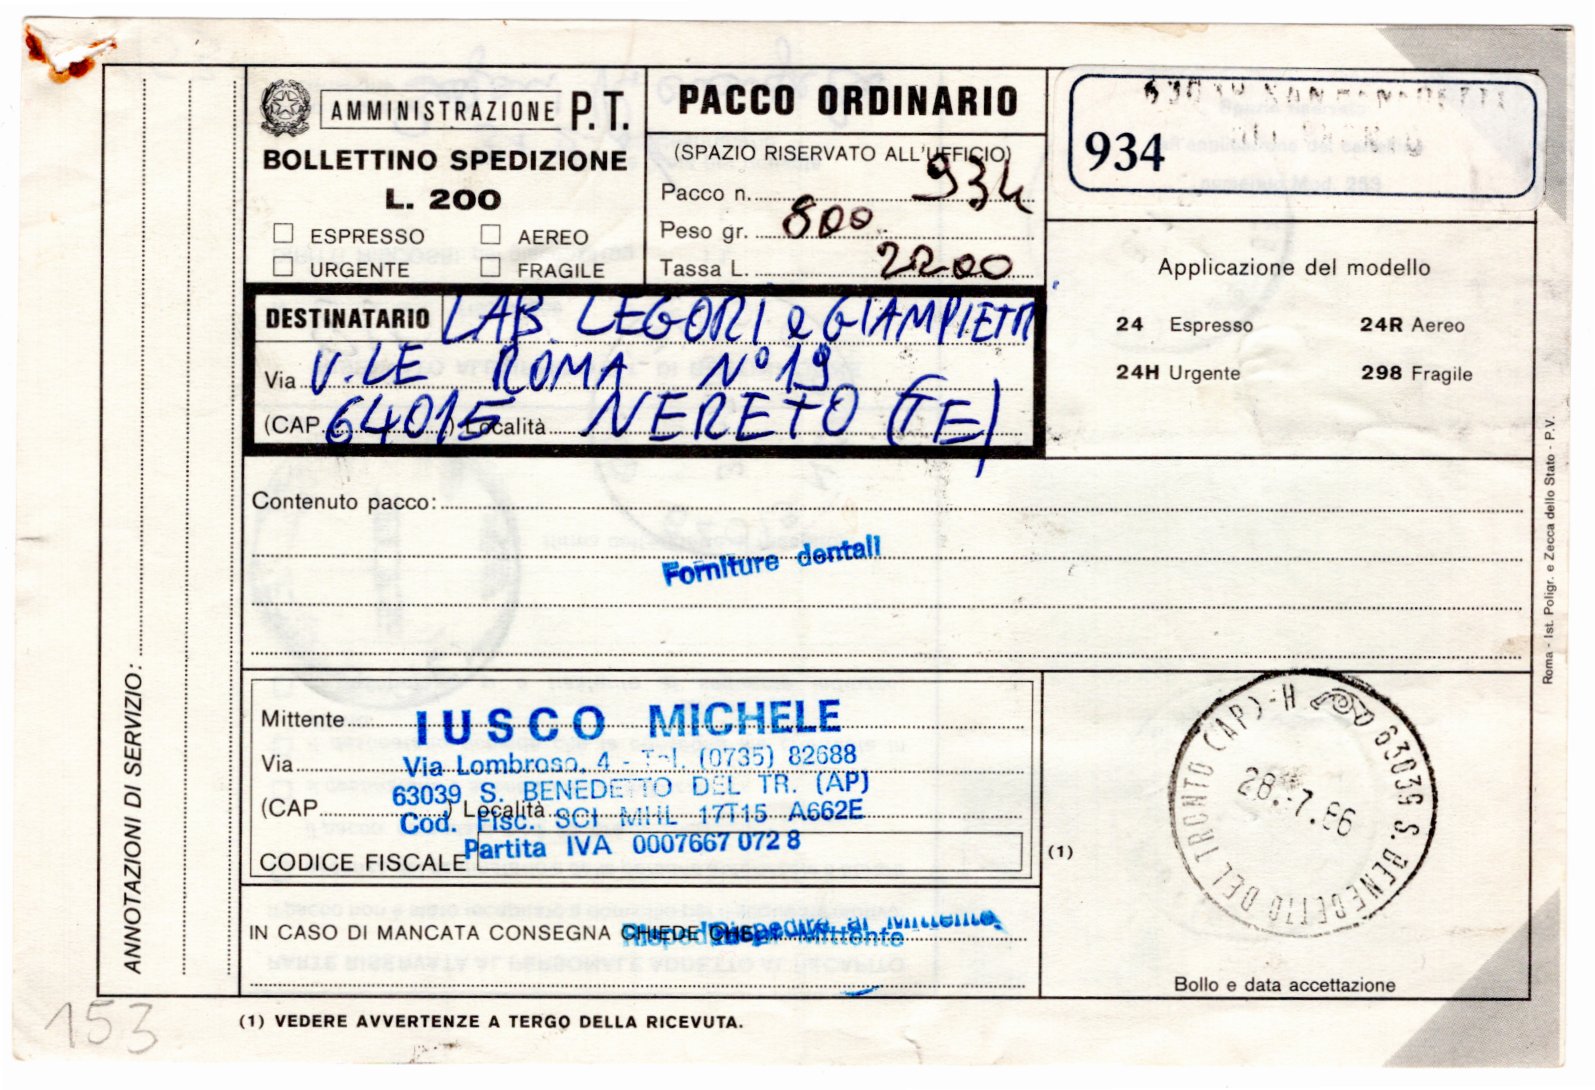 AMMINISTRAZIONE P.T.
BOLLETTINO SPEDIZIONE
L. 200
ESPRESSO AEREO
URGENTE FRAGILE
PACCO ORDINARIO
(SPAZIO RISERVATO ALL'UFFICIO)
Pacco n. 934
Peso gr. 800
Tassa L. 2200
934
Applicazione del modello
24 Espresso 24R Aereo
24H Urgente 298 Fragile
DESTINATARIO LAB. LEGORI e GIAMPIETR
Via V.LE ROMA N° 19
(CAP 64015) Località NERETO (TE)
Contenuto pacco:
Forniture dentali
Mittente IUSCO MICHELE
Via Via Lombroso, 4 - Tel. (0735) 82688
63039 S. BENEDETTO DEL TR. (AP)
(CAP ) Località
Cod. Fisc. SCI MHL 17T15 A662E
Partita IVA 0007667 072 8
CODICE FISCALE
(1)
63039 S. BENEDETTO DEL TRONTO (AP) - H
28.-7.86
IN CASO DI MANCATA CONSEGNA CHIEDE CHE
al Mittente
Bollo e data accettazione
(1) VEDERE AVVERTENZE A TERGO DELLA RICEVUTA.
ANNOTAZIONI DI SERVIZIO:
Roma - Ist. Poligr. e Zecca dello Stato - P.V.
153